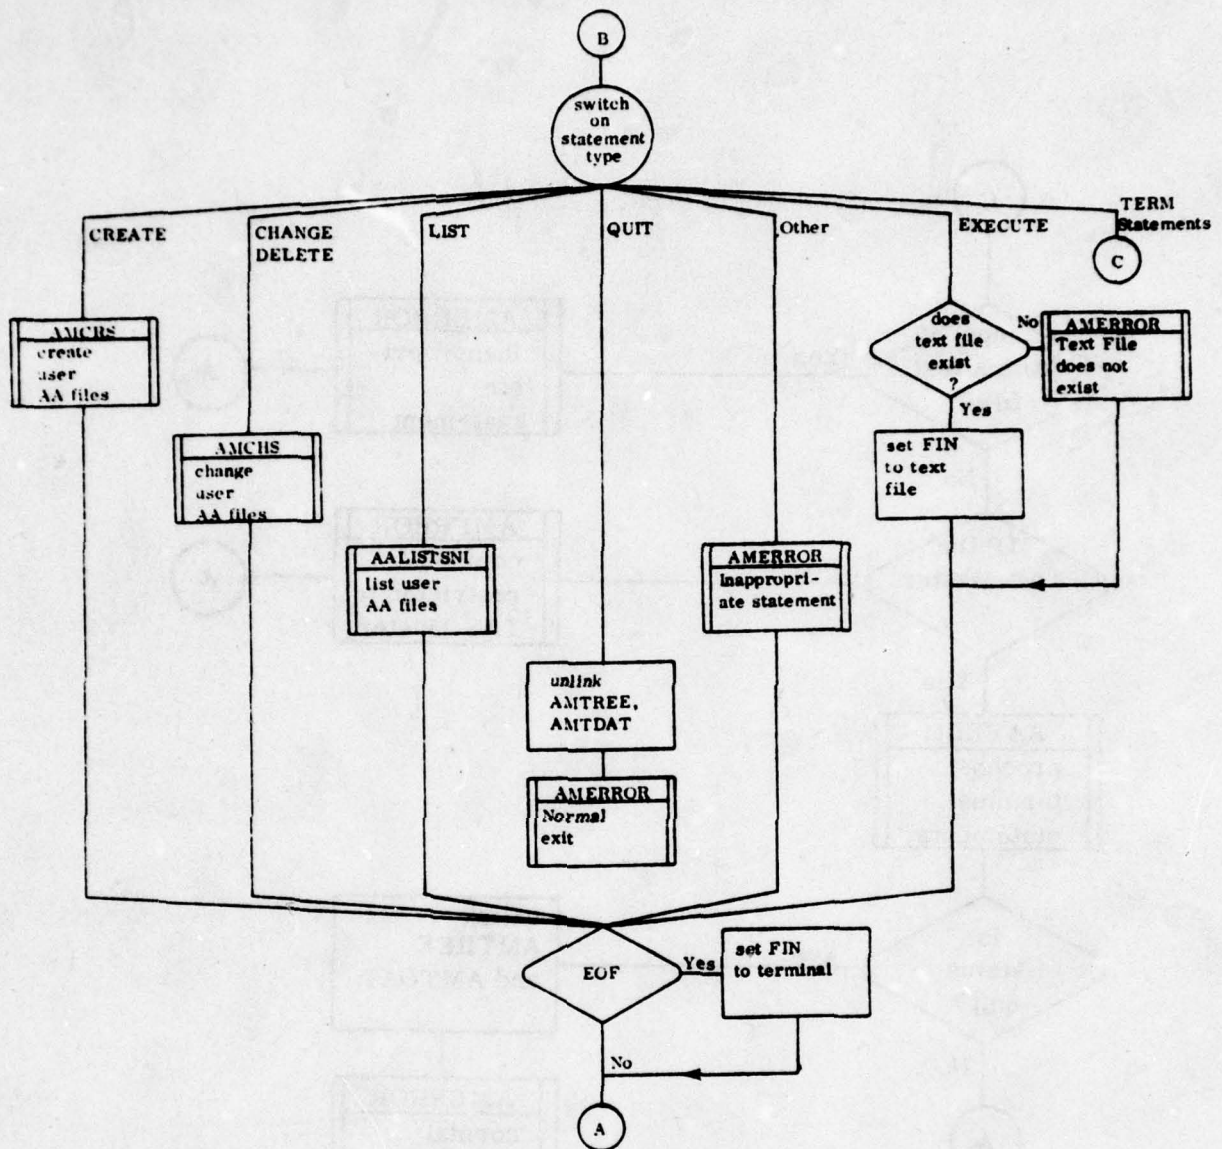 B
switch
on
statement
type
CREATE
CHANGE
DELETE
LIST
QUIT
Other
EXECUTE
TERM
Statements
C
AMCRS
create
user
AA files
AMCHS
change
user
AA files
AALISTSNI
list user
AA files
unlink
AMTREE,
AMTDAT
AMERROR
Normal
exit
AMERROR
Inappropri-
ate statement
does
text file
exist
?
No
Yes
AMERROR
Text File
does not
exist
set FIN
to text
file
EOF
Yes
set FIN
to terminal
No
A